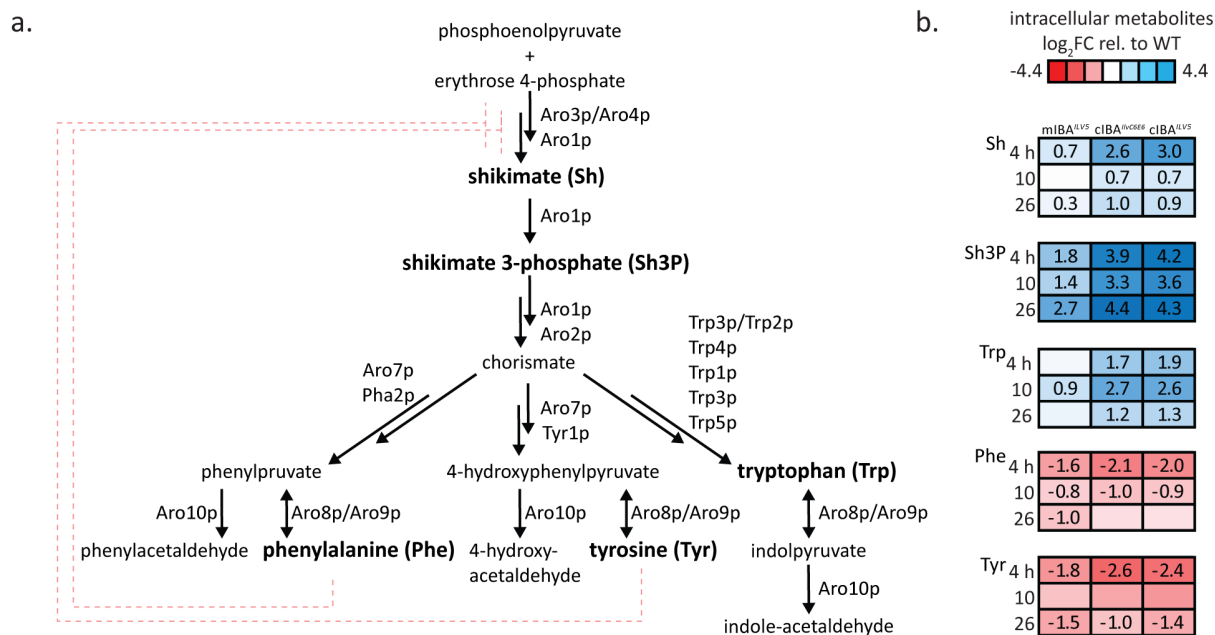 a.
phosphoenolpyruvate
+
erythrose 4-phosphate
Aro3p/Aro4p
Aro1p
shikimate (Sh)
Aro1p
shikimate 3-phosphate (Sh3P)
Aro1p
Aro2p
chorismate
Aro7p
Pha2p
Aro7p
Tyr1p
Trp3p/Trp2p
Trp4p
Trp1p
Trp3p
Trp5p
phenylpruvate
4-hydroxyphenylpyruvate
tryptophan (Trp)
Aro10p
Aro8p/Aro9p
Aro10p
Aro8p/Aro9p
Aro8p/Aro9p
phenylacetaldehyde
phenylalanine (Phe)
4-hydroxy-
acetaldehyde
tyrosine (Tyr)
indolpyruvate
Aro10p
indole-acetaldehyde
b.
intracellular metabolites
log2FC rel. to WT
-4.4 4.4
mIBA^ILV5 cIBA^IlvC6E6 cIBA^ILV5
Sh 4 h 0.7 2.6 3.0
10 0.7 0.7
26 0.3 1.0 0.9
Sh3P 4 h 1.8 3.9 4.2
10 1.4 3.3 3.6
26 2.7 4.4 4.3
Trp 4 h 1.7 1.9
10 0.9 2.7 2.6
26 1.2 1.3
Phe 4 h -1.6 -2.1 -2.0
10 -0.8 -1.0 -0.9
26 -1.0
Tyr 4 h -1.8 -2.6 -2.4
10
26 -1.5 -1.0 -1.4